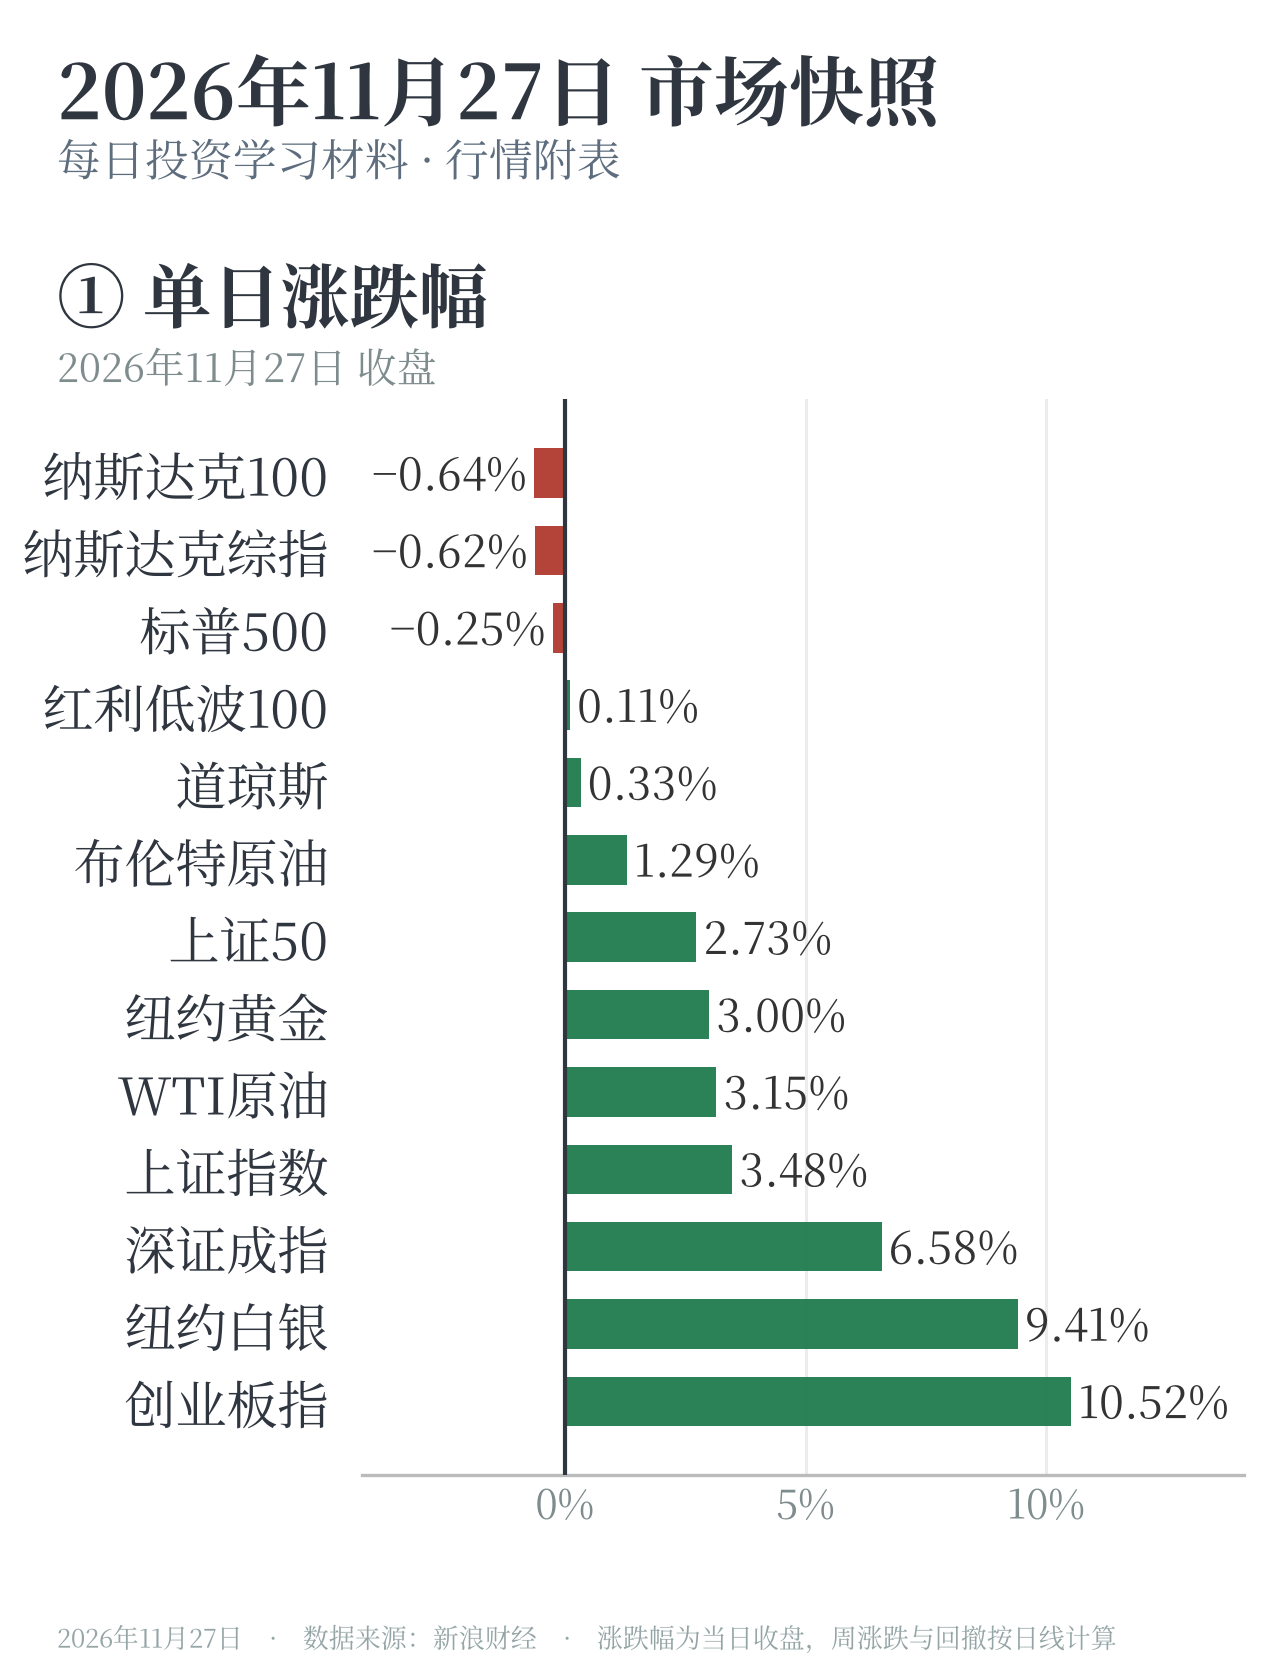 2026年11月27日 市场快照
每日投资学习材料 · 行情附表
① 单日涨跌幅
2026年11月27日 收盘
纳斯达克100 −0.64%
纳斯达克综指 −0.62%
标普500 −0.25%
红利低波100 0.11%
道琼斯 0.33%
布伦特原油 1.29%
上证50 2.73%
纽约黄金 3.00%
WTI原油 3.15%
上证指数 3.48%
深证成指 6.58%
纽约白银 9.41%
创业板指 10.52%
0% 5% 10%
2026年11月27日 · 数据来源：新浪财经 · 涨跌幅为当日收盘，周涨跌与回撤按日线计算